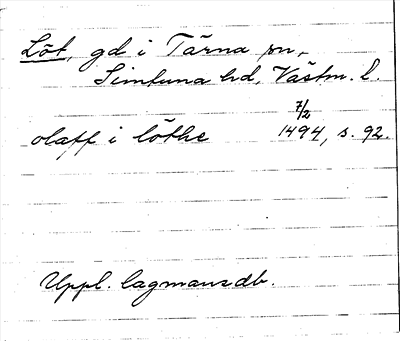 Löt, gd i Tärna sn,
Simtuna hd, Västm. l.
7/2
olaff i löthe 1494, s. 92.
Uppl. lagmansdb.